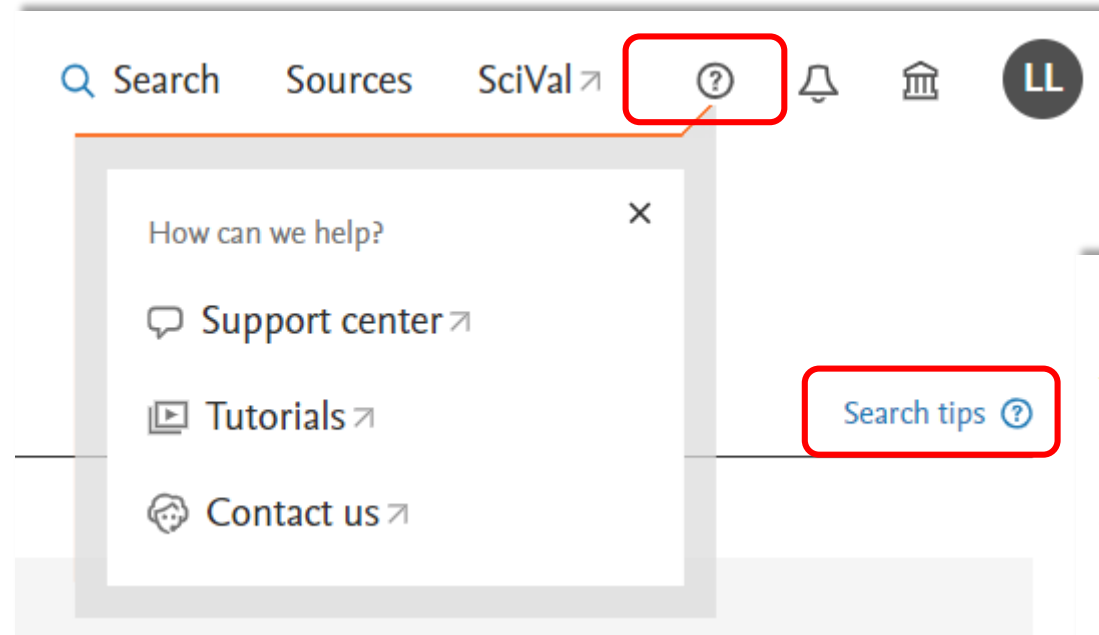 Search Sources SciVal LL
How can we help?
Support center
Tutorials
Contact us
Search tips